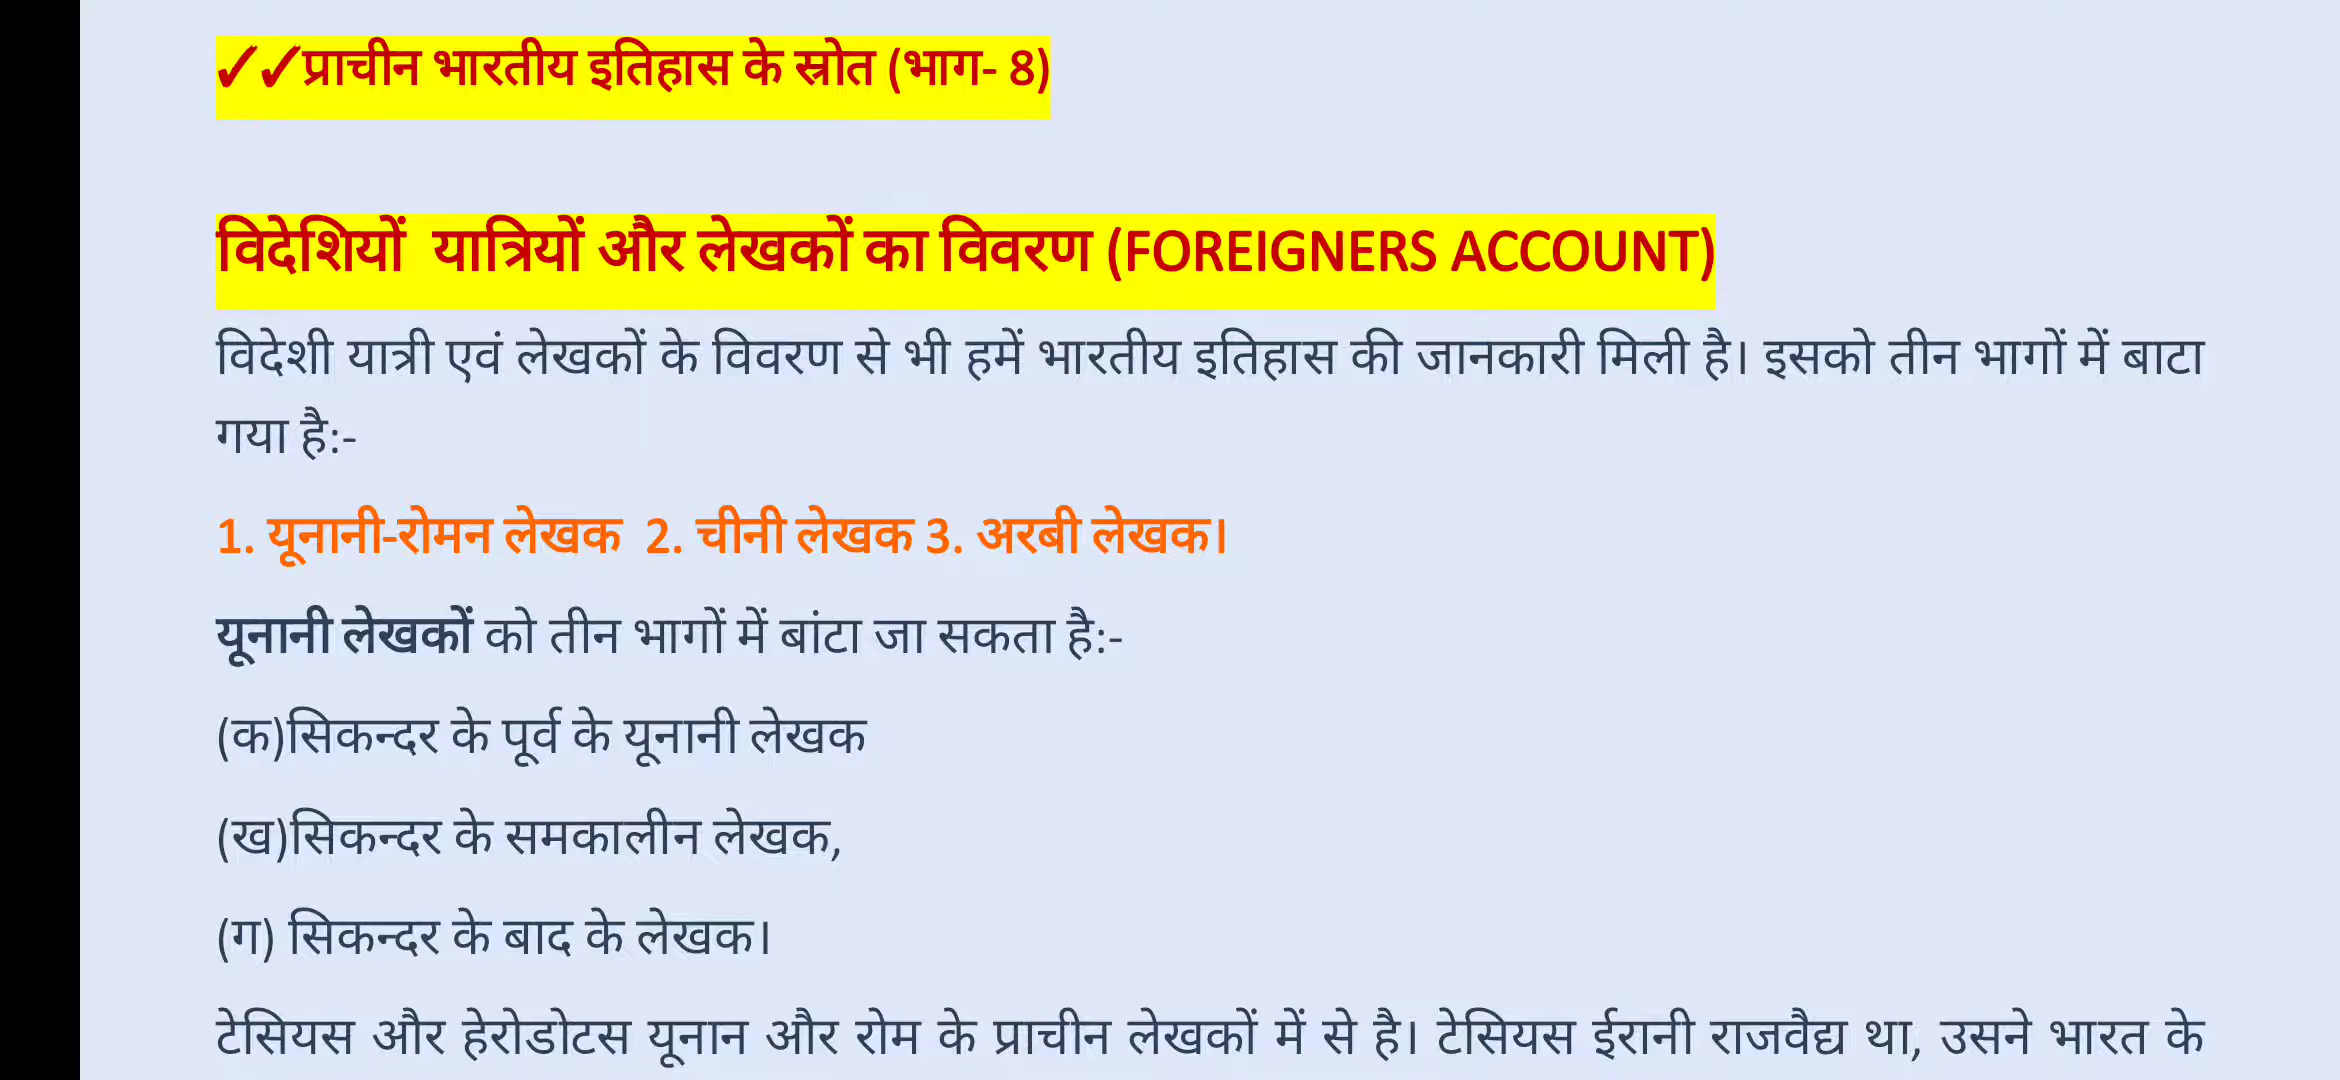 ✓✓प्राचीन भारतीय इतिहास के स्रोत (भाग- 8)
विदेशियों यात्रियों और लेखकों का विवरण (FOREIGNERS ACCOUNT)
विदेशी यात्री एवं लेखकों के विवरण से भी हमें भारतीय इतिहास की जानकारी मिली है। इसको तीन भागों में बाटा
गया है:-
1. यूनानी-रोमन लेखक 2. चीनी लेखक 3. अरबी लेखक।
यूनानी लेखकों को तीन भागों में बांटा जा सकता है:-
(क)सिकन्दर के पूर्व के यूनानी लेखक
(ख)सिकन्दर के समकालीन लेखक,
(ग) सिकन्दर के बाद के लेखक।
टेसियस और हेरोडोटस यूनान और रोम के प्राचीन लेखकों में से है। टेसियस ईरानी राजवैद्य था, उसने भारत के